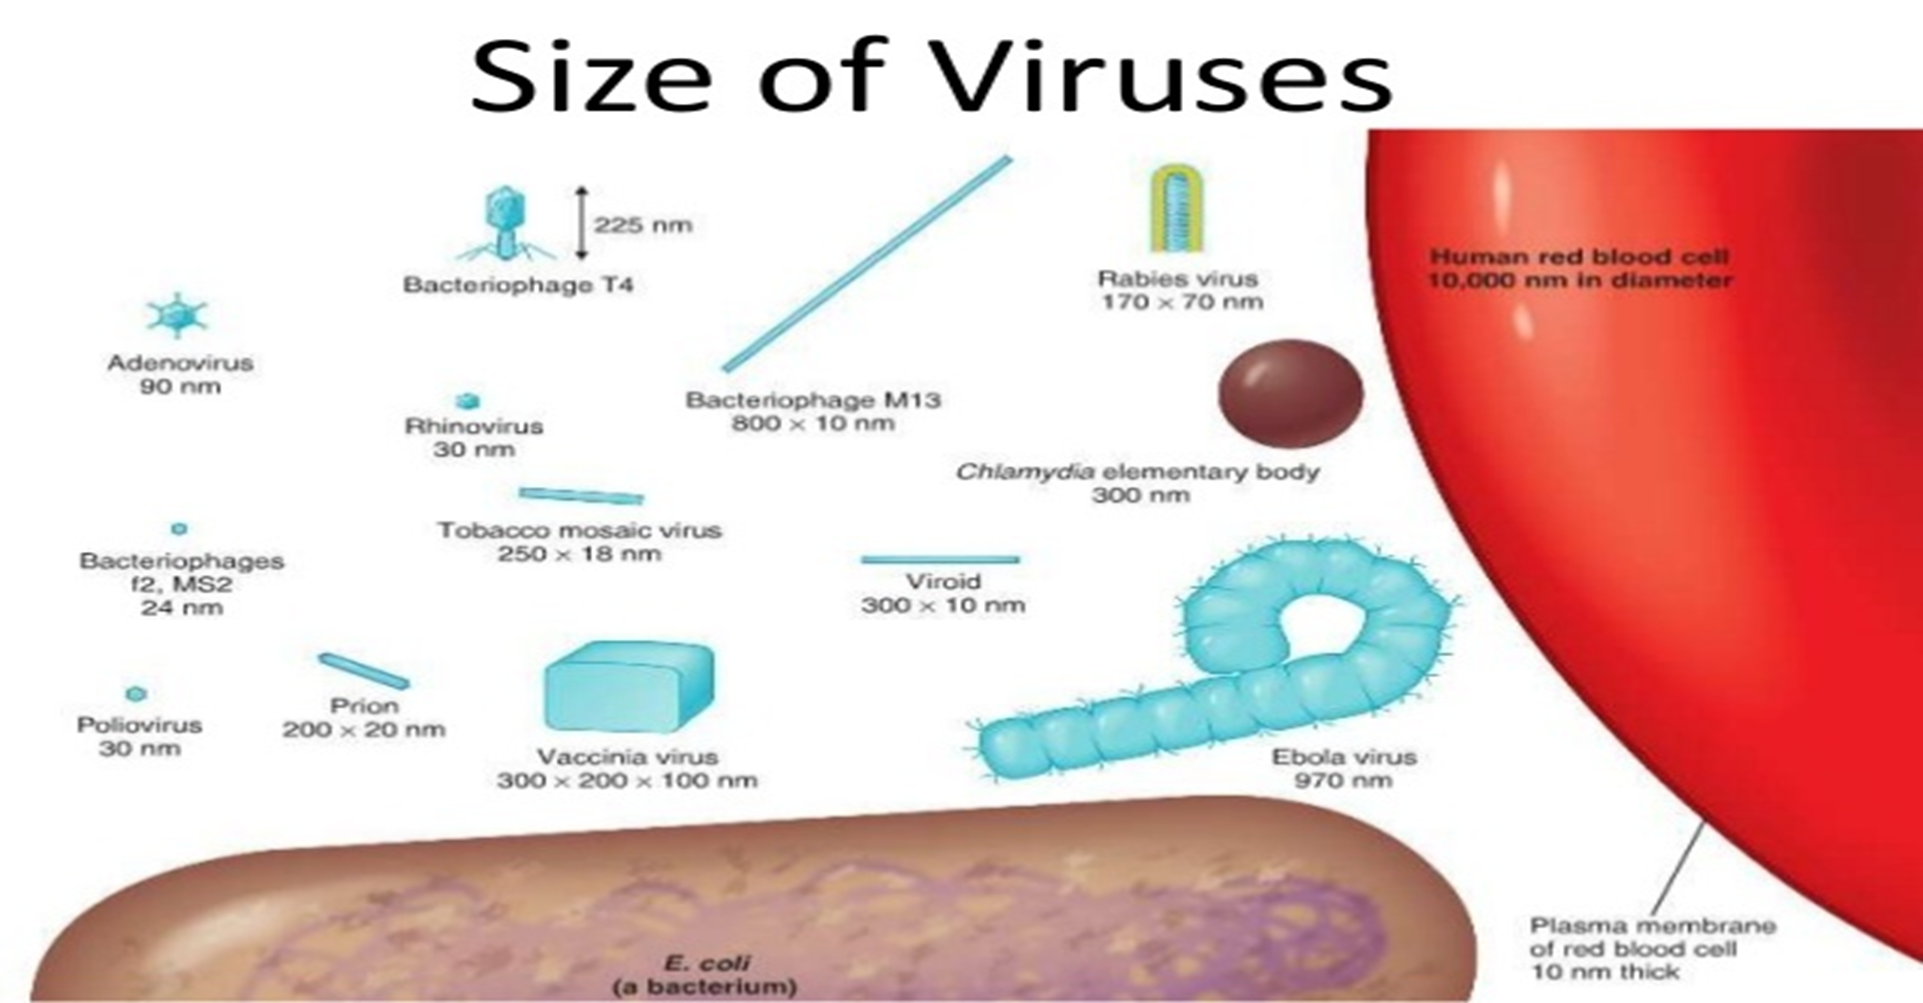 Size of Viruses
225 nm
Bacteriophage T4
Rabies virus
170 × 70 nm
Human red blood cell
10,000 nm in diameter
Adenovirus
90 nm
Rhinovirus
30 nm
Bacteriophage M13
800 × 10 nm
Chlamydia elementary body
300 nm
Tobacco mosaic virus
250 × 18 nm
Bacteriophages
f2, MS2
24 nm
Viroid
300 × 10 nm
Prion
200 × 20 nm
Poliovirus
30 nm
Vaccinia virus
300 × 200 × 100 nm
Ebola virus
970 nm
Plasma membrane
of red blood cell
10 nm thick
E. coli
(a bacterium)